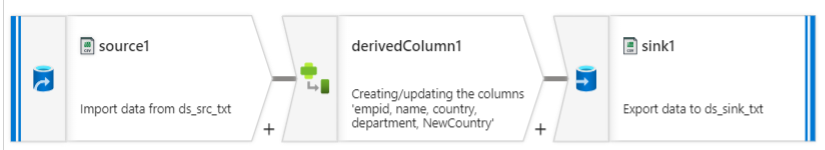 source1
Import data from ds_src_txt
+
derivedColumn1
Creating/updating the columns
'empid, name, country,
department, NewCountry'
+
sink1
Export data to ds_sink_txt